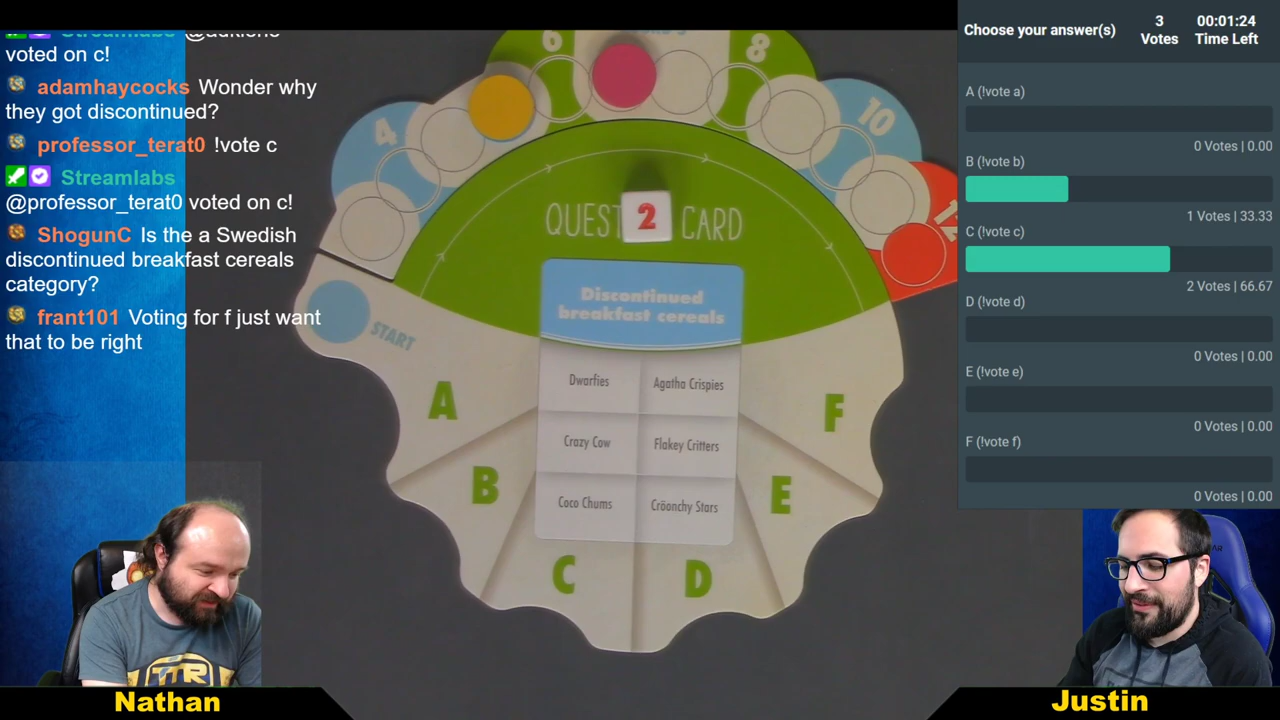 voted on c!
adamhaycocks Wonder why
they got discontinued?
professor_terat0 !vote c
Streamlabs
@professor_terat0 voted on c!
ShogunC Is the a Swedish
discontinued breakfast cereals
category?
frant101 Voting for f just want
that to be right
4
6
8
10
12
START
QUEST 2 CARD
Discontinued
breakfast cereals
Dwarfies
Agatha Crispies
Crazy Cow
Flakey Critters
Coco Chums
Cröonchy Stars
A
B
C
D
E
F
Choose your answer(s)
3
Votes
00:01:24
Time Left
A (!vote a)
0 Votes | 0.00
B (!vote b)
1 Votes | 33.33
C (!vote c)
2 Votes | 66.67
D (!vote d)
0 Votes | 0.00
E (!vote e)
0 Votes | 0.00
F (!vote f)
0 Votes | 0.00
Nathan
Justin